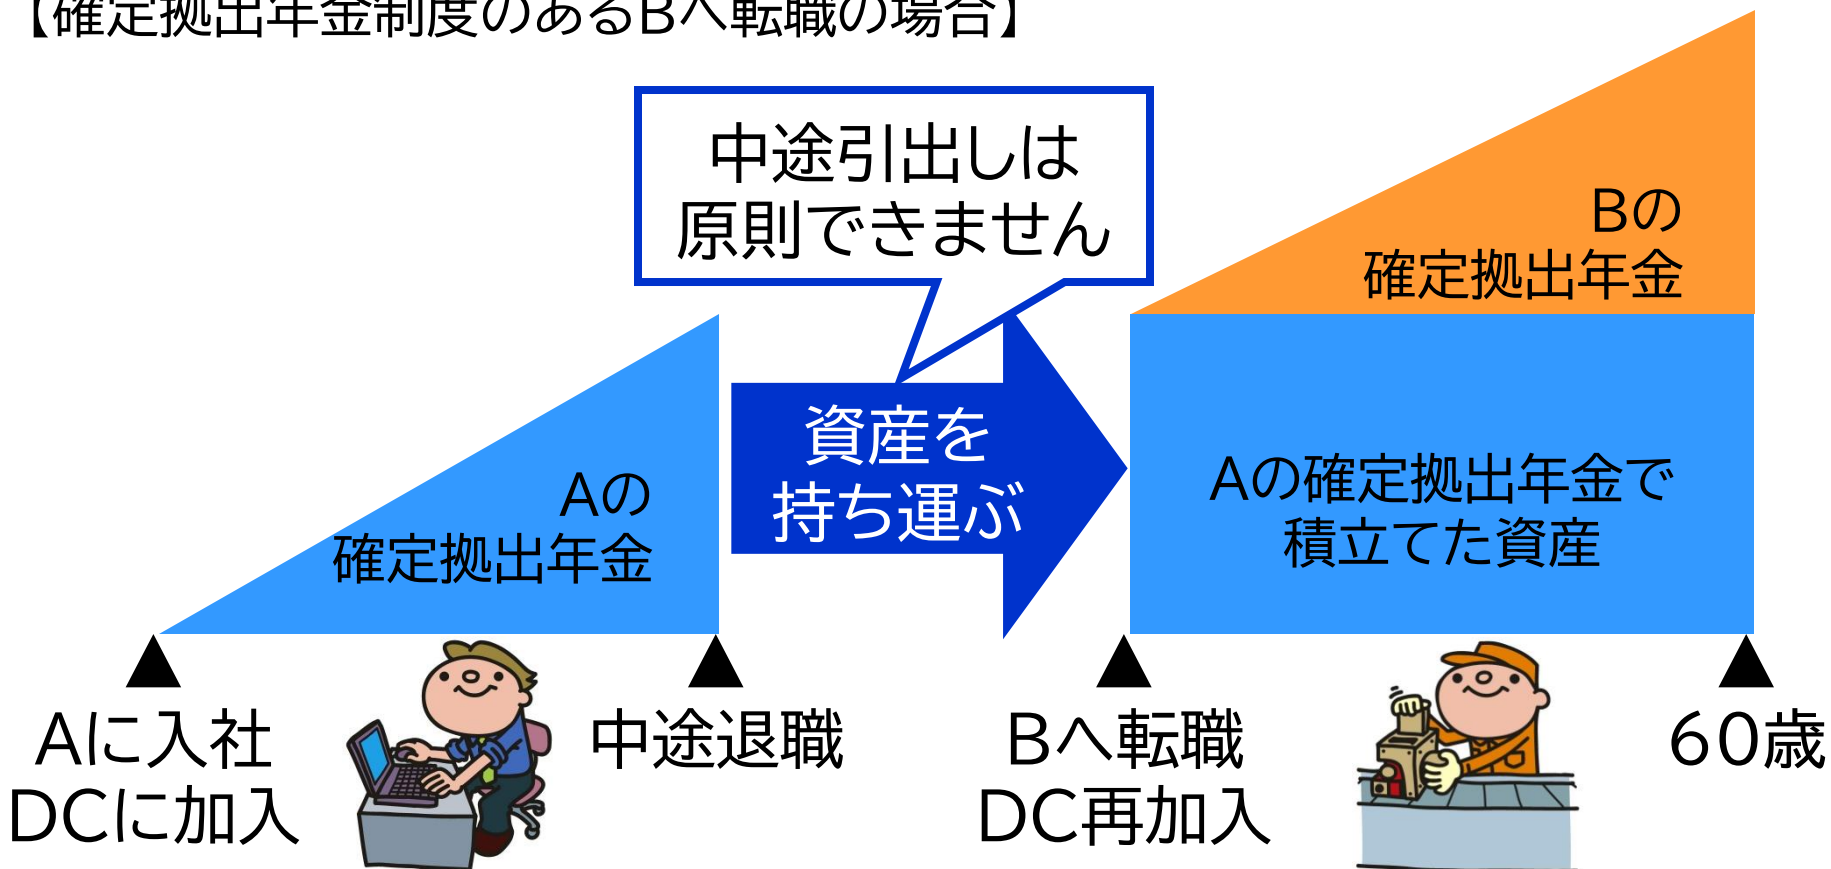 【確定拠出年金制度のあるBへ転職の場合】
中途引出しは
原則できません
Bの
確定拠出年金
資産を
持ち運ぶ
Aの
確定拠出年金
Aの確定拠出年金で
積立てた資産
Aに入社
DCに加入
中途退職
Bへ転職
DC再加入
60歳